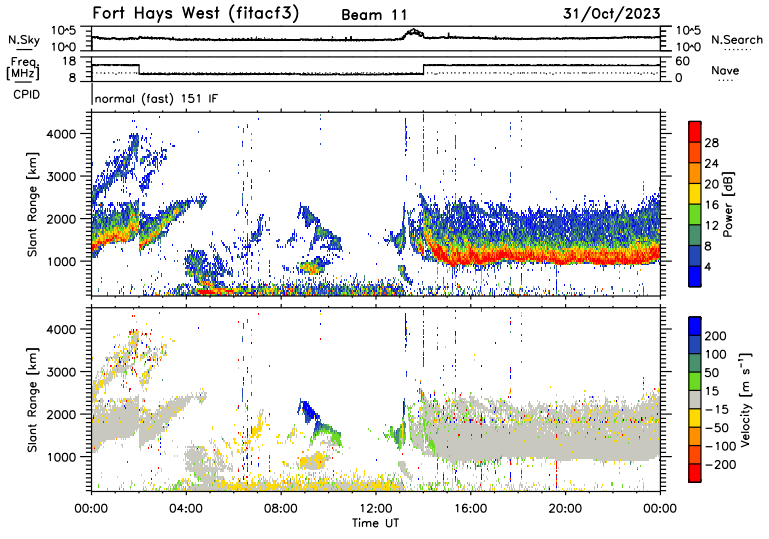 Fort Hays West (fitacf3) Beam 11 31/Oct/2023
N.Sky 10^5 10^0 10^5 10^0 N.Search
Freq. [MHz] 18 8 60 0 Nave
CPID normal (fast) 151 IF
Slant Range [km] 4000 3000 2000 1000
28 24 20 16 12 8 4 Power [dB]
Slant Range [km] 4000 3000 2000 1000
200 100 50 15 -15 -50 -100 -200 Velocity [m s⁻¹]
00:00 04:00 08:00 12:00 16:00 20:00 00:00
Time UT